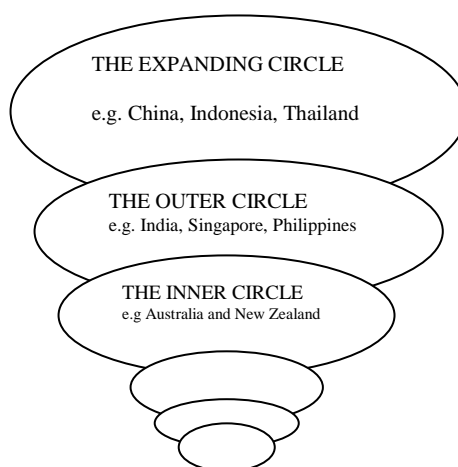 THE EXPANDING CIRCLE
e.g. China, Indonesia, Thailand
THE OUTER CIRCLE
e.g. India, Singapore, Philippines
THE INNER CIRCLE
e.g Australia and New Zealand